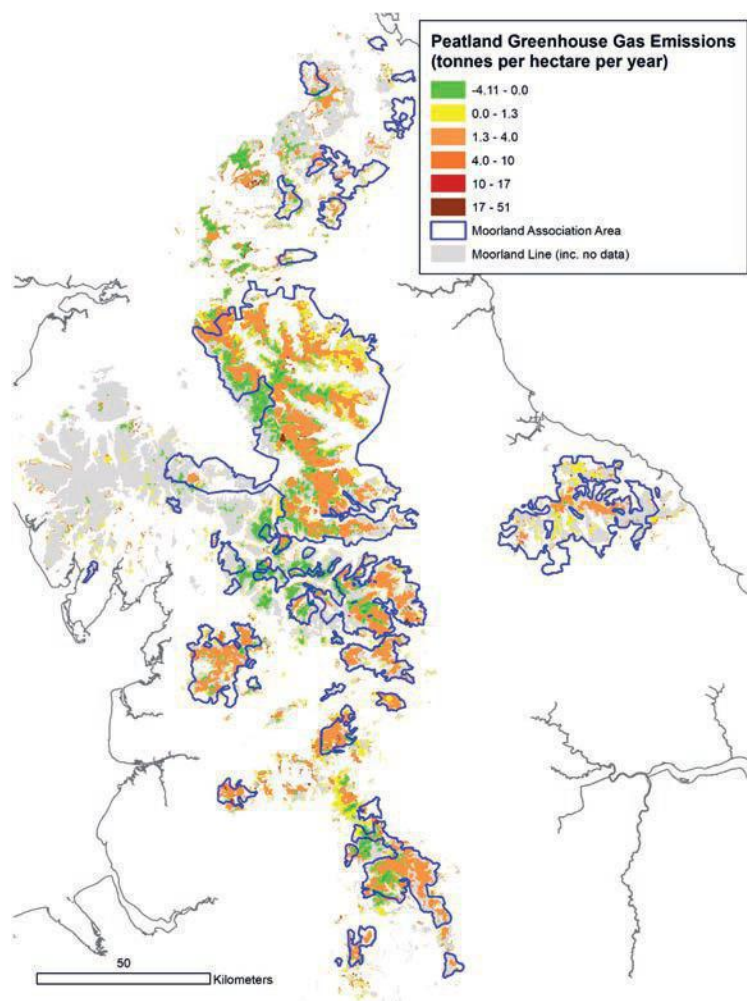 Peatland Greenhouse Gas Emissions
(tonnes per hectare per year)
-4.11 - 0.0
0.0 - 1.3
1.3 - 4.0
4.0 - 10
10 - 17
17 - 51
Moorland Association Area
Moorland Line (inc. no data)
50
Kilometers